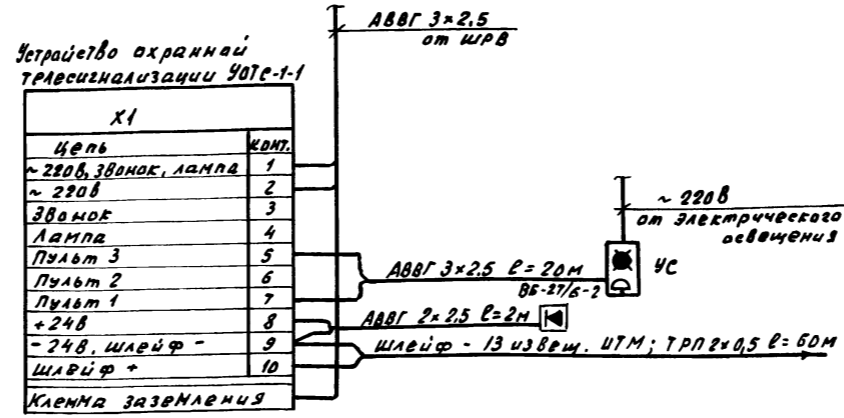 АВВГ 3×2.5
от ШРВ
Устройство охранной
телесигнализации УОТС-1-1
X1
Цепь Конт.
~ 220в, звонок, лампа 1
~ 220в 2
Звонок 3
Лампа 4
Пульт 3 5
Пульт 2 6
Пульт 1 7
+24в 8
- 24в. шлейф - 9
Шлейф + 10
Клемма заземления
~ 220в
от электрического
освещения
УС
АВВГ 3×2.5 ℓ=20м
ВБ-27/Б-2
АВВГ 2×2.5 ℓ=2м
Шлейф - 13 извещ. ИТМ; ТРП 2×0,5 ℓ=60м